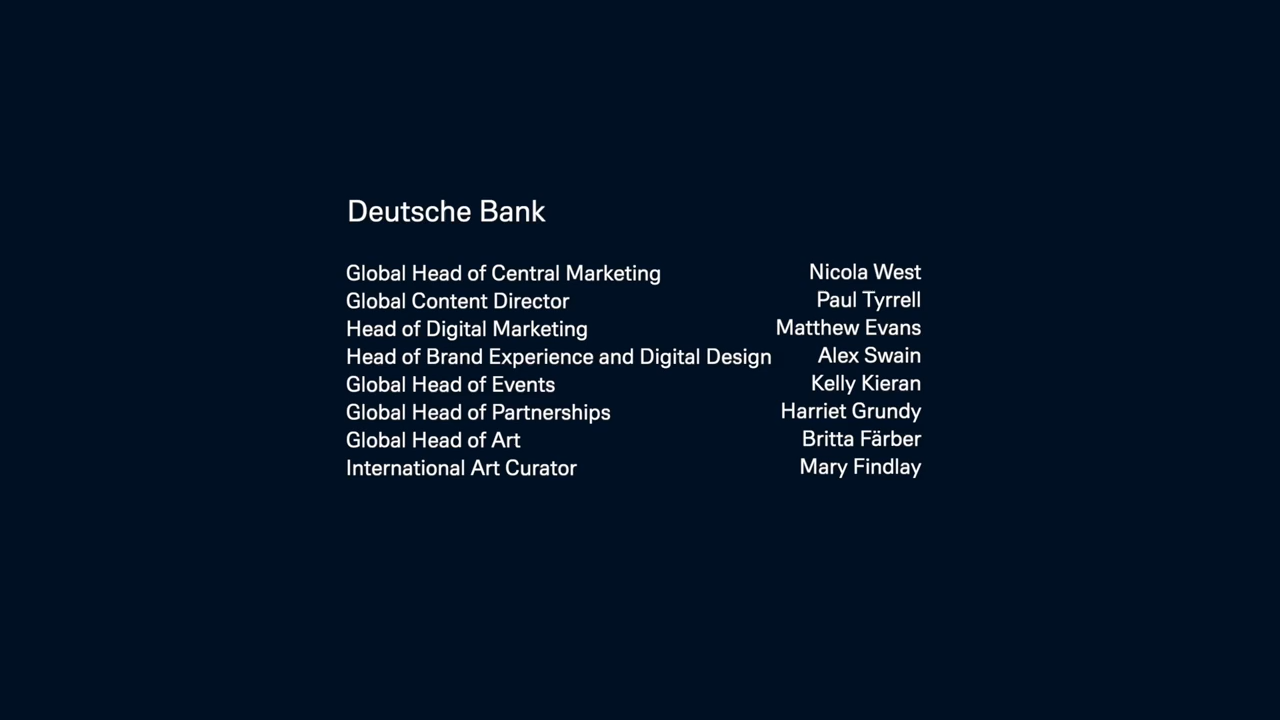 Deutsche Bank
Global Head of Central Marketing Nicola West
Global Content Director Paul Tyrrell
Head of Digital Marketing Matthew Evans
Head of Brand Experience and Digital Design Alex Swain
Global Head of Events Kelly Kieran
Global Head of Partnerships Harriet Grundy
Global Head of Art Britta Färber
International Art Curator Mary Findlay